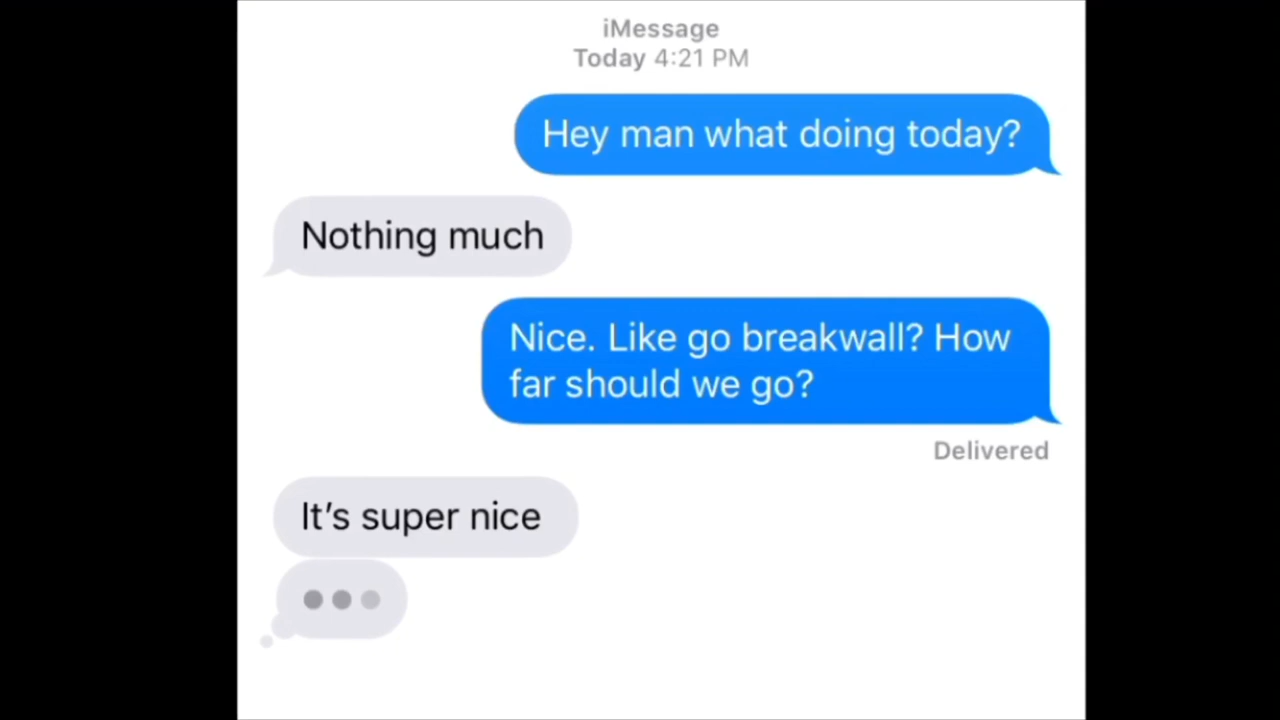 iMessage
Today 4:21 PM
Hey man what doing today?
Nothing much
Nice. Like go breakwall? How
far should we go?
Delivered
It’s super nice